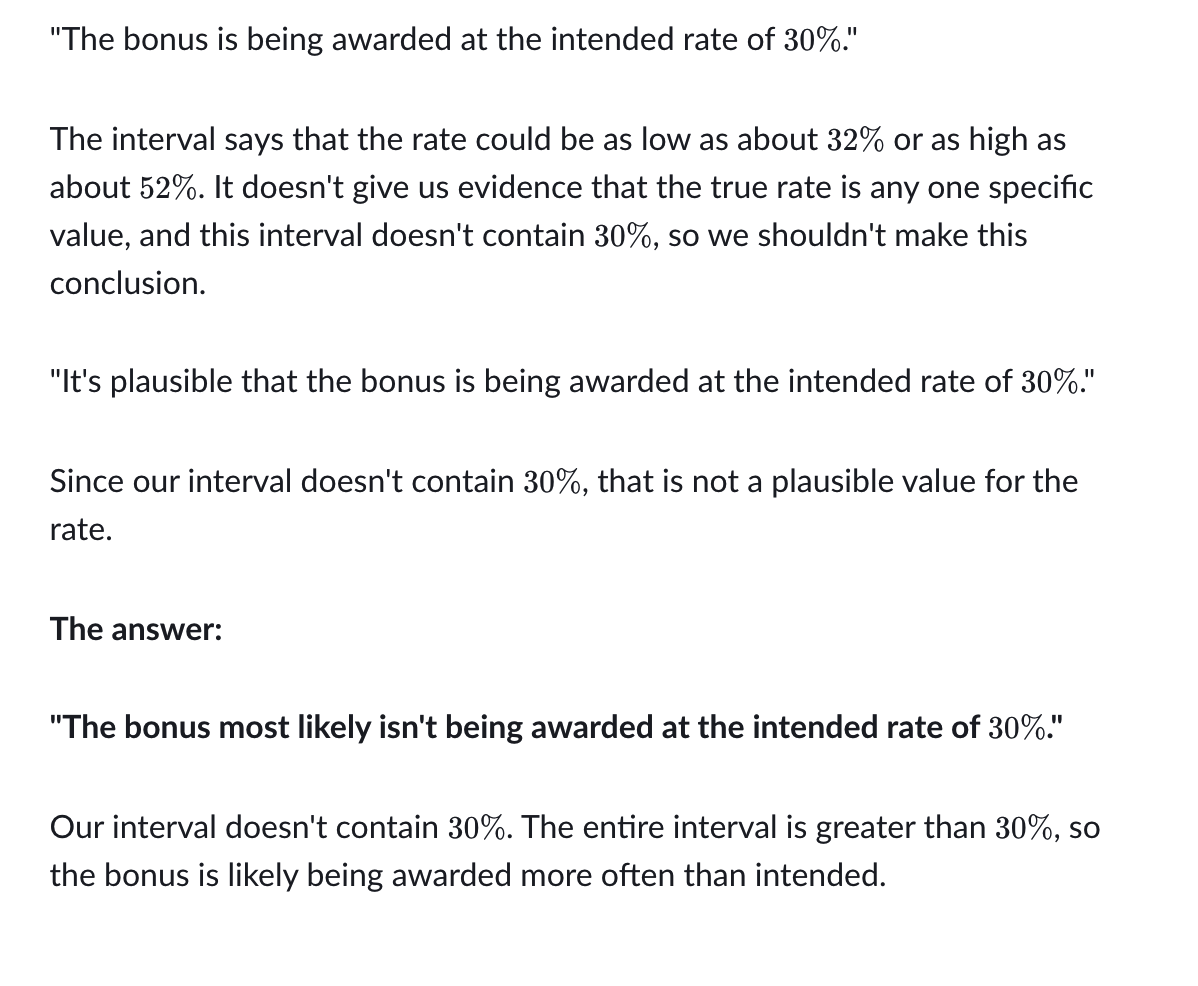 "The bonus is being awarded at the intended rate of 30%."
The interval says that the rate could be as low as about 32% or as high as
about 52%. It doesn't give us evidence that the true rate is any one specific
value, and this interval doesn't contain 30%, so we shouldn't make this
conclusion.
"It's plausible that the bonus is being awarded at the intended rate of 30%."
Since our interval doesn't contain 30%, that is not a plausible value for the
rate.
The answer:
"The bonus most likely isn't being awarded at the intended rate of 30%."
Our interval doesn't contain 30%. The entire interval is greater than 30%, so
the bonus is likely being awarded more often than intended.